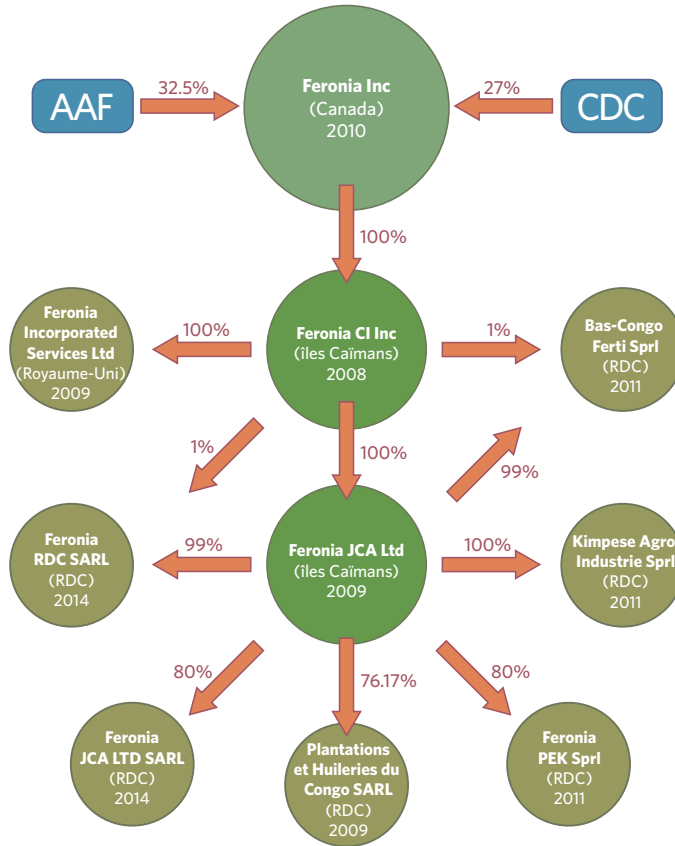 AAF
32.5%
Feronia Inc
(Canada)
2010
27%
CDC
100%
Feronia
Incorporated
Services Ltd
(Royaume-Uni)
2009
100%
Feronia CI Inc
(îles Caïmans)
2008
1%
Bas-Congo
Ferti Sprl
(RDC)
2011
1%
100%
99%
Feronia
RDC SARL
(RDC)
2014
99%
Feronia JCA Ltd
(îles Caïmans)
2009
100%
Kimpese Agro
Industrie Sprl
(RDC)
2011
80%
76.17%
80%
Feronia
JCA LTD SARL
(RDC)
2014
Plantations
et Huileries du
Congo SARL
(RDC)
2009
Feronia
PEK Sprl
(RDC)
2011